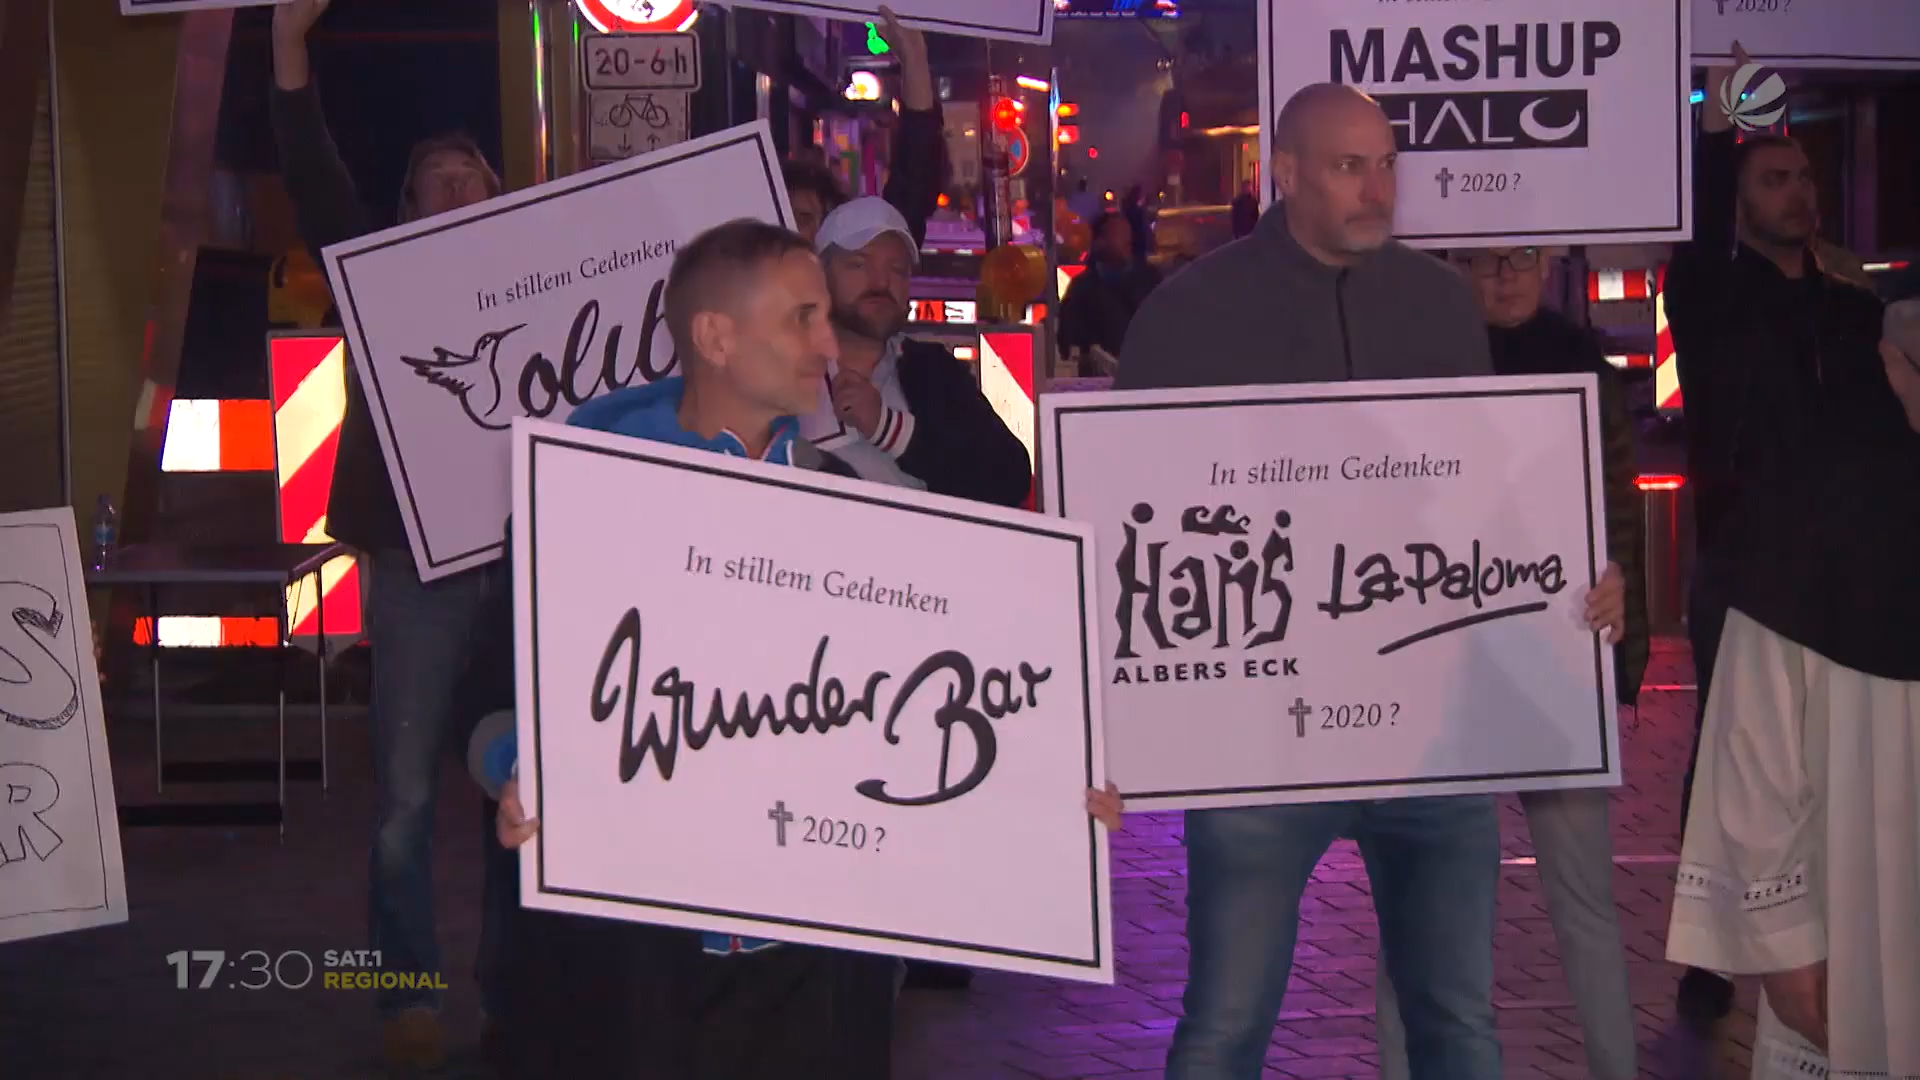 20-6h
In stillem Gedenken
MASHUP
HALO
✝ 2020 ?
2020 ?
In stillem Gedenken
Wunder Bar
✝ 2020 ?
In stillem Gedenken
Hans
ALBERS ECK
La Paloma
✝ 2020 ?
S
R
17:30 SAT.1
REGIONAL